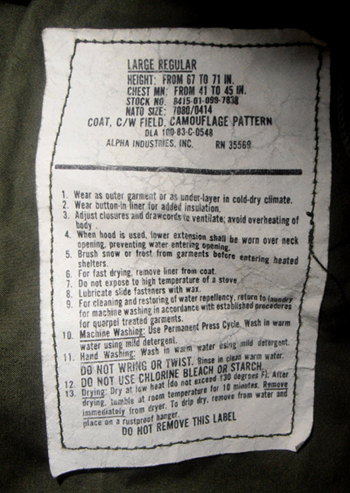 LARGE REGULAR
HEIGHT: FROM 67 TO 71 IN.
CHEST MN: FROM 41 TO 45 IN.
STOCK NO. 8415-01-099-7838
NATO SIZE: 7080/0414
COAT, C/W FIELD, CAMOUFLAGE PATTERN
DLA 100-83-C-0548
ALPHA INDUSTRIES, INC. RN 35569
1. Wear as outer garment or as under-layer in cold-dry climate.
2. Wear button-in liner for added insulation.
3. Adjust closures and drawcords to ventilate; avoid overheating of
body.
4. When hood is used, lower extension shall be worn over neck
opening, preventing water entering opening.
5. Brush snow or frost from garments before entering heated
shelters.
6. For fast drying, remove liner from coat.
7. Do not expose to high temperature of a stove.
8. Lubricate slide fasteners with wax.
9. For cleaning and restoring of water repellency, return to laundry
for machine washing in accordance with established procedures
for quarpel treated garments.
10. Machine Washing: Use Permanent Press Cycle. Wash in warm
water using mild detergent.
11. Hand Washing: Wash in warm water using mild detergent.
DO NOT WRING OR TWIST. Rinse in clean warm water.
12. DO NOT USE CHLORINE BLEACH OR STARCH.
13. Drying: Dry at low heat (do not exceed 130 degrees F). After
drying, tumble at room temperature for 10 minutes. Remove
immediately from dryer. To drip dry, remove from water and
place on a rustproof hanger.
DO NOT REMOVE THIS LABEL